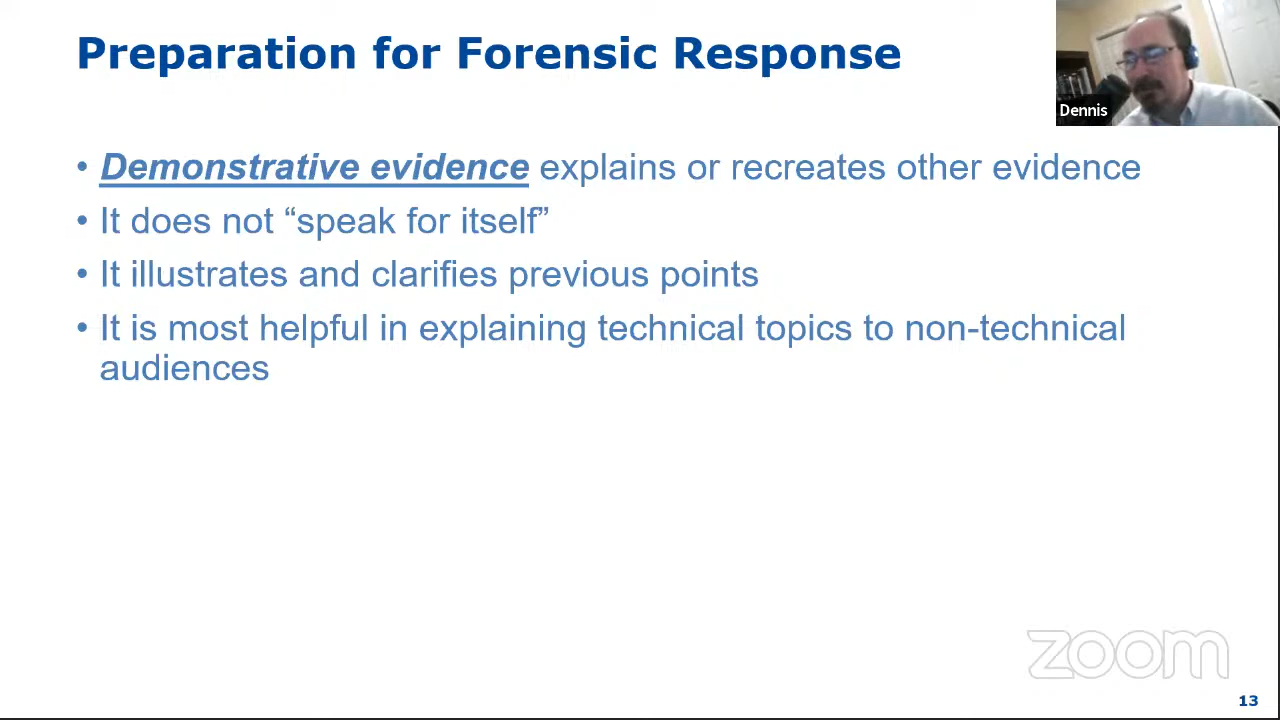 Preparation for Forensic Response
Dennis
• Demonstrative evidence explains or recreates other evidence
• It does not “speak for itself”
• It illustrates and clarifies previous points
• It is most helpful in explaining technical topics to non-technical
audiences
zoom
13